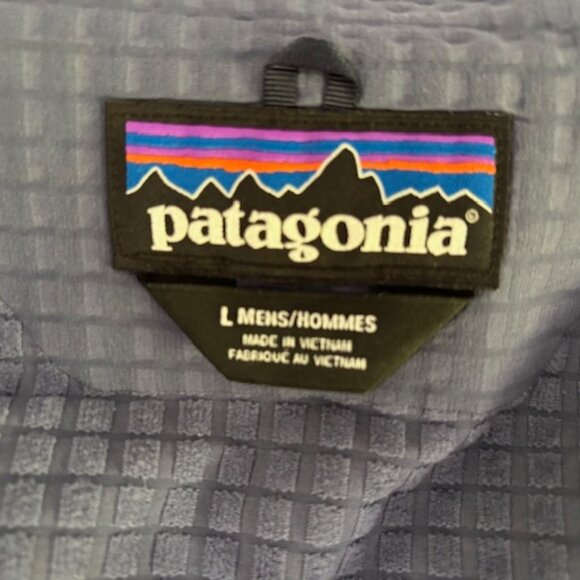 patagonia®
L MENS/HOMMES
MADE IN VIETNAM
FABRIQUÉ AU VIETNAM